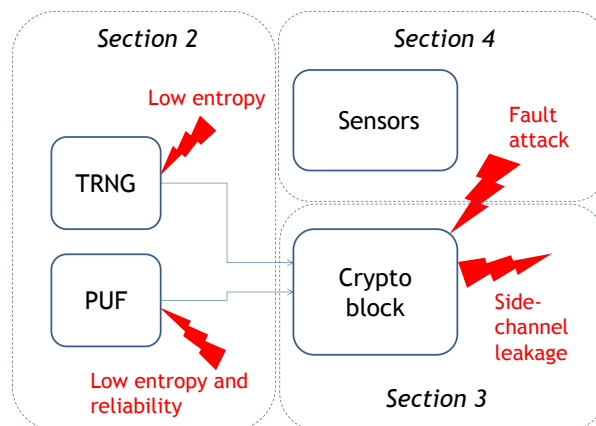 Section 2
Low entropy
TRNG
PUF
Low entropy and
reliability
Section 4
Sensors
Fault
attack
Crypto
block
Side-
channel
leakage
Section 3